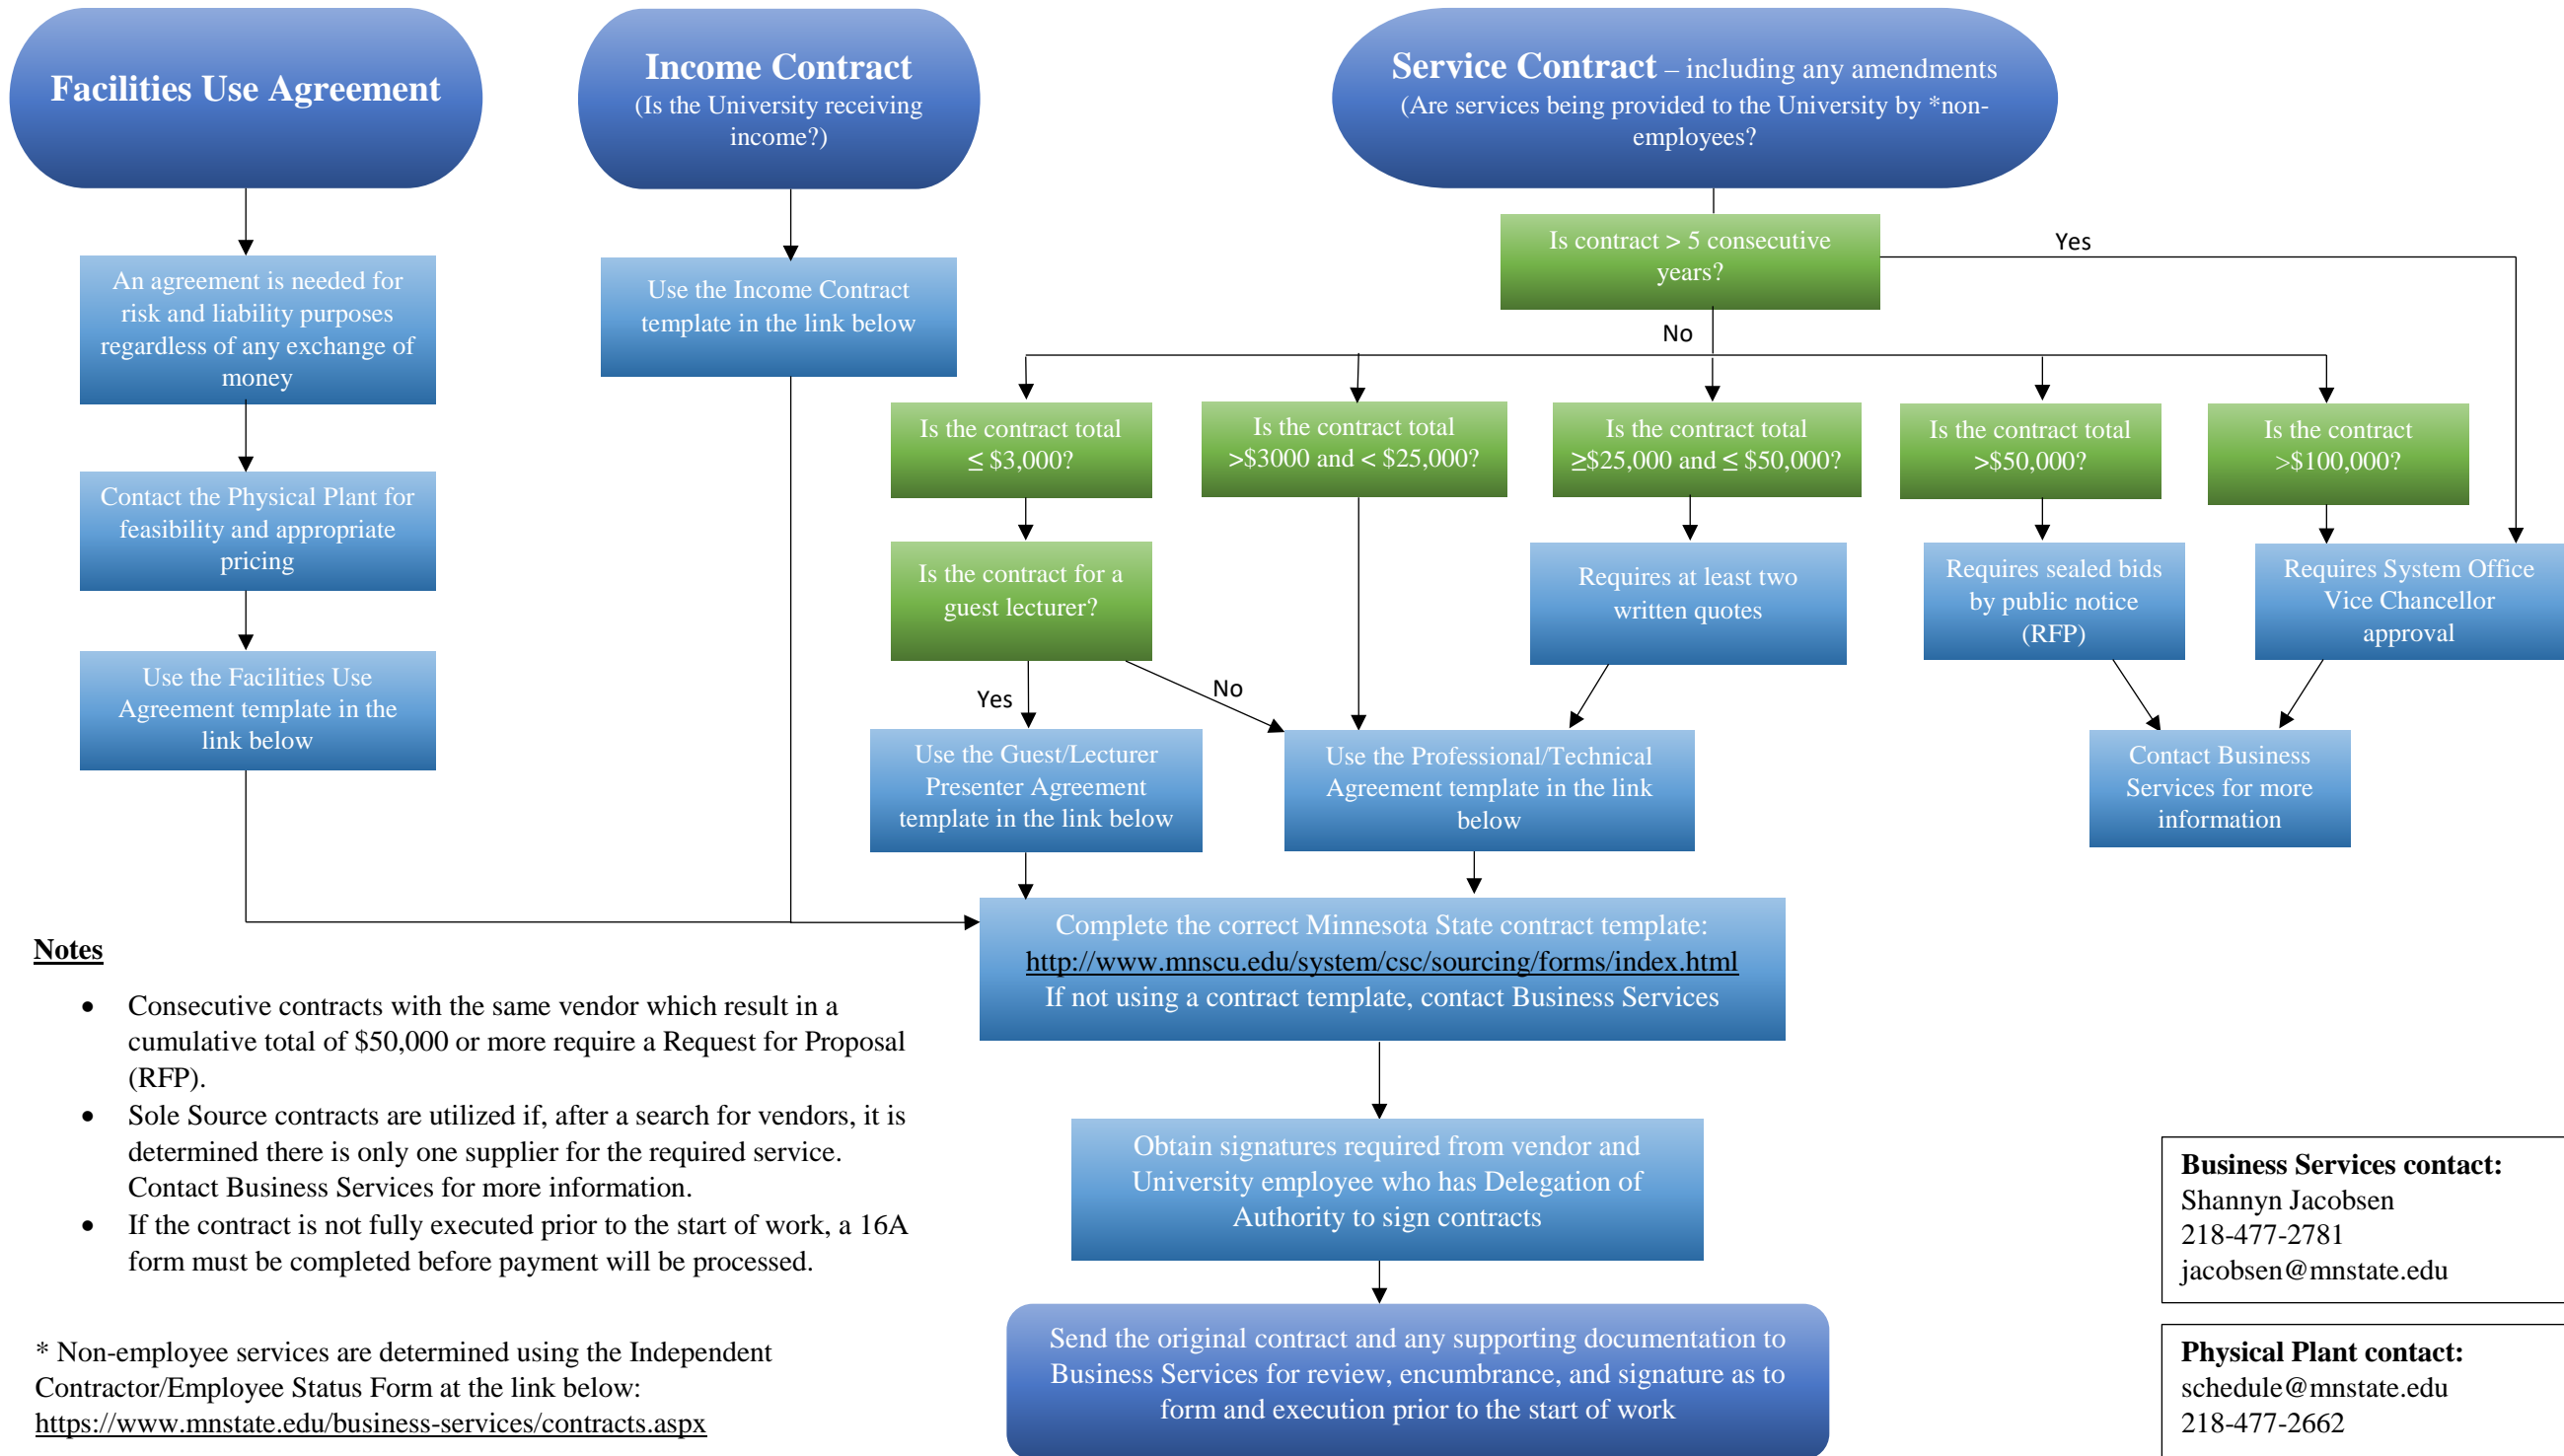 Facilities Use Agreement
Income Contract
(Is the University receiving
income?)
Service Contract – including any amendments
(Are services being provided to the University by *non-
employees?
An agreement is needed for
risk and liability purposes
regardless of any exchange of
money
Contact the Physical Plant for
feasibility and appropriate
pricing
Use the Facilities Use
Agreement template in the
link below
Use the Income Contract
template in the link below
Is contract > 5 consecutive
years?
Yes
No
Is the contract total
≤ $3,000?
Is the contract total
>$3000 and < $25,000?
Is the contract total
≥$25,000 and ≤ $50,000?
Is the contract total
>$50,000?
Is the contract
>$100,000?
Is the contract for a
guest lecturer?
Requires at least two
written quotes
Requires sealed bids
by public notice
(RFP)
Requires System Office
Vice Chancellor
approval
Yes
No
Use the Guest/Lecturer
Presenter Agreement
template in the link below
Use the Professional/Technical
Agreement template in the link
below
Contact Business
Services for more
information
Complete the correct Minnesota State contract template:
http://www.mnscu.edu/system/csc/sourcing/forms/index.html
If not using a contract template, contact Business Services
Obtain signatures required from vendor and
University employee who has Delegation of
Authority to sign contracts
Send the original contract and any supporting documentation to
Business Services for review, encumbrance, and signature as to
form and execution prior to the start of work
Notes
• Consecutive contracts with the same vendor which result in a
cumulative total of $50,000 or more require a Request for Proposal
(RFP).
• Sole Source contracts are utilized if, after a search for vendors, it is
determined there is only one supplier for the required service.
Contact Business Services for more information.
• If the contract is not fully executed prior to the start of work, a 16A
form must be completed before payment will be processed.
* Non-employee services are determined using the Independent
Contractor/Employee Status Form at the link below:
https://www.mnstate.edu/business-services/contracts.aspx
Business Services contact:
Shannyn Jacobsen
218-477-2781
jacobsen@mnstate.edu
Physical Plant contact:
schedule@mnstate.edu
218-477-2662